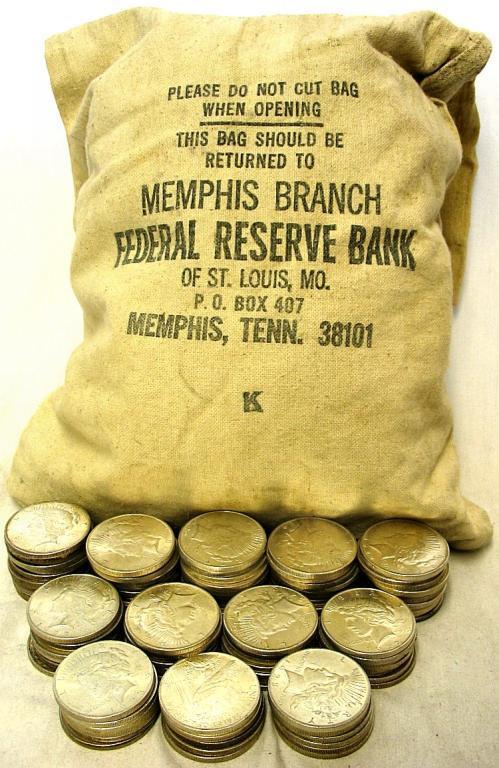 PLEASE DO NOT CUT BAG
WHEN OPENING
THIS BAG SHOULD BE
RETURNED TO
MEMPHIS BRANCH
FEDERAL RESERVE BANK
OF ST. LOUIS, MO.
P. O. BOX 407
MEMPHIS, TENN. 38101
K